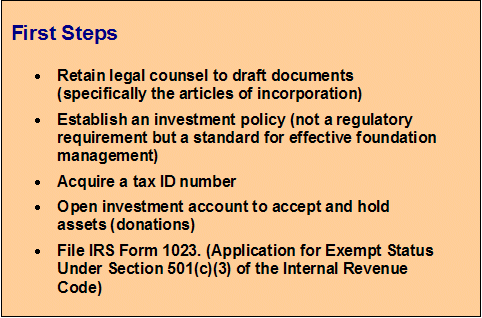 First Steps
• Retain legal counsel to draft documents
(specifically the articles of incorporation)
• Establish an investment policy (not a regulatory
requirement but a standard for effective foundation
management)
• Acquire a tax ID number
• Open investment account to accept and hold
assets (donations)
• File IRS Form 1023. (Application for Exempt Status
Under Section 501(c)(3) of the Internal Revenue
Code)